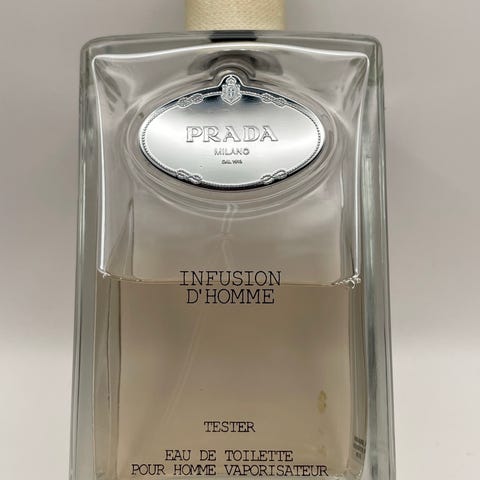 PRADA
MILANO
DAL 1913
INFUSION
D'HOMME
TESTER
EAU DE TOILETTE
POUR HOMME VAPORISATEUR